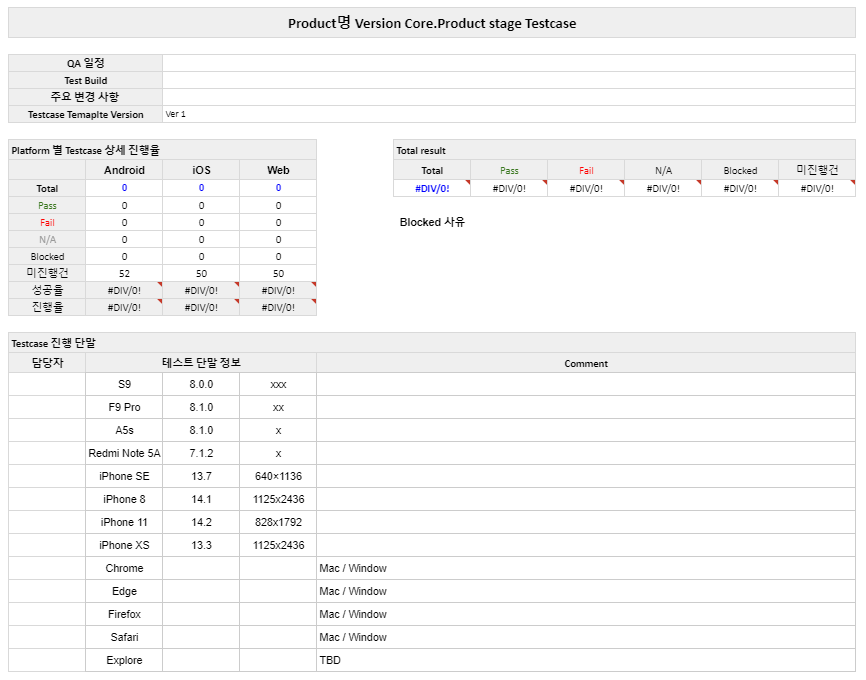 Product명 Version Core.Product stage Testcase
QA 일정
Test Build
주요 변경 사항
Testcase Temaplte Version Ver 1
Platform 별 Testcase 상세 진행율
Android iOS Web
Total 0 0 0
Pass 0 0 0
Fail 0 0 0
N/A 0 0 0
Blocked 0 0 0
미진행건 52 50 50
성공율 #DIV/0! #DIV/0! #DIV/0!
진행율 #DIV/0! #DIV/0! #DIV/0!
Total result
Total Pass Fail N/A Blocked 미진행건
#DIV/0! #DIV/0! #DIV/0! #DIV/0! #DIV/0! #DIV/0!
Blocked 사유
Testcase 진행 단말
담당자 테스트 단말 정보 Comment
S9 8.0.0 xxx
F9 Pro 8.1.0 xx
A5s 8.1.0 x
Redmi Note 5A 7.1.2 x
iPhone SE 13.7 640×1136
iPhone 8 14.1 1125x2436
iPhone 11 14.2 828x1792
iPhone XS 13.3 1125x2436
Chrome Mac / Window
Edge Mac / Window
Firefox Mac / Window
Safari Mac / Window
Explore TBD